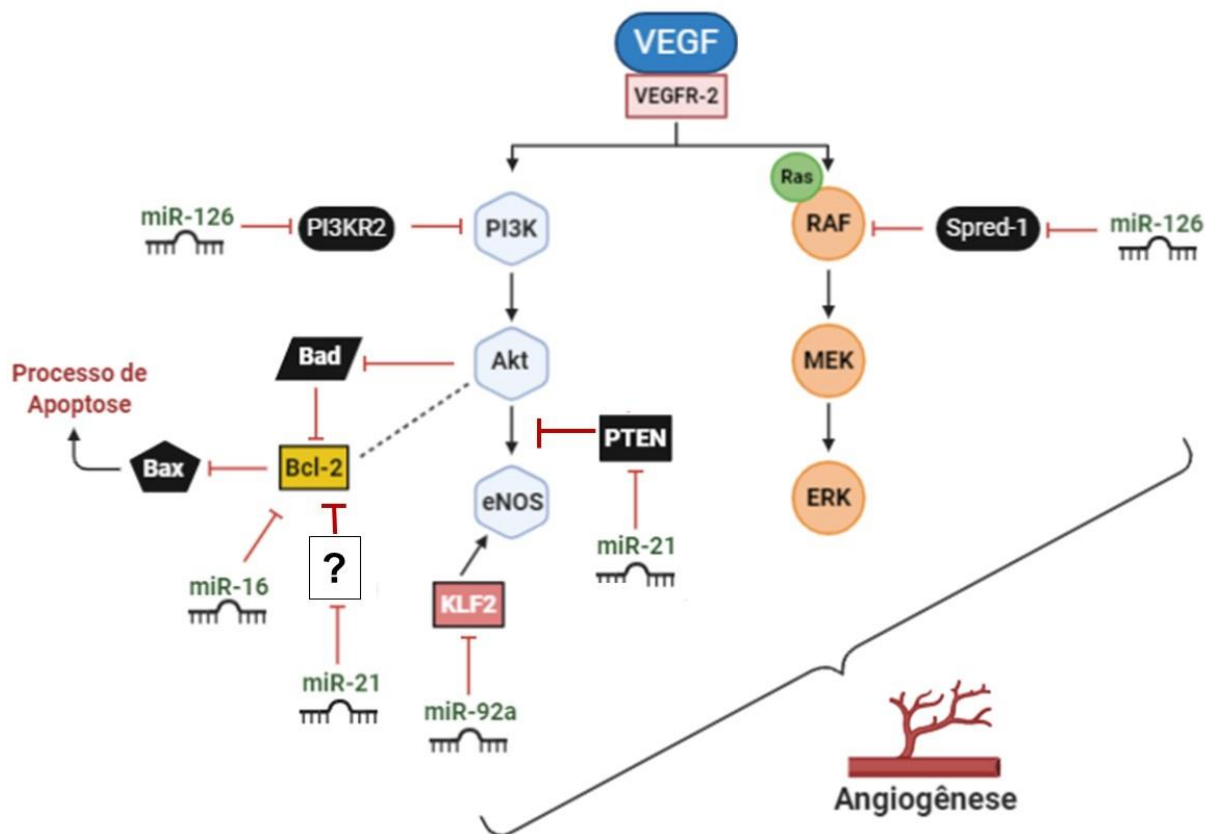 VEGF
VEGFR-2
Ras
miR-126
PI3KR2
PI3K
RAF
Spred-1
miR-126
Bad
Akt
MEK
Processo de
Apoptose
PTEN
Bax
Bcl-2
eNOS
ERK
miR-21
?
miR-16
KLF2
miR-21
miR-92a
Angiogênese